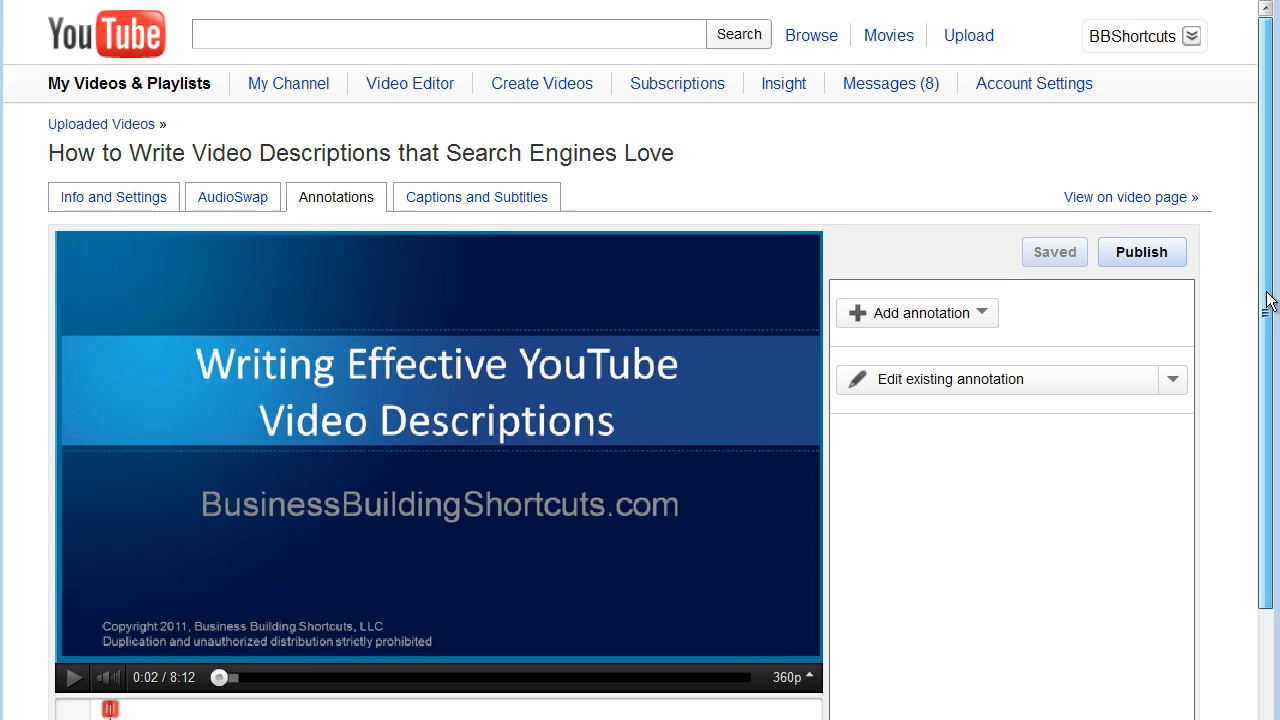 YouTube Search Browse Movies Upload BBShortcuts
My Videos & Playlists My Channel Video Editor Create Videos Subscriptions Insight Messages (8) Account Settings
Uploaded Videos »
How to Write Video Descriptions that Search Engines Love
Info and Settings AudioSwap Annotations Captions and Subtitles View on video page »
Saved Publish
Add annotation
Edit existing annotation
Writing Effective YouTube
Video Descriptions
BusinessBuildingShortcuts.com
Copyright 2011, Business Building Shortcuts, LLC
Duplication and unauthorized distribution strictly prohibited
0:02 / 8:12 360p